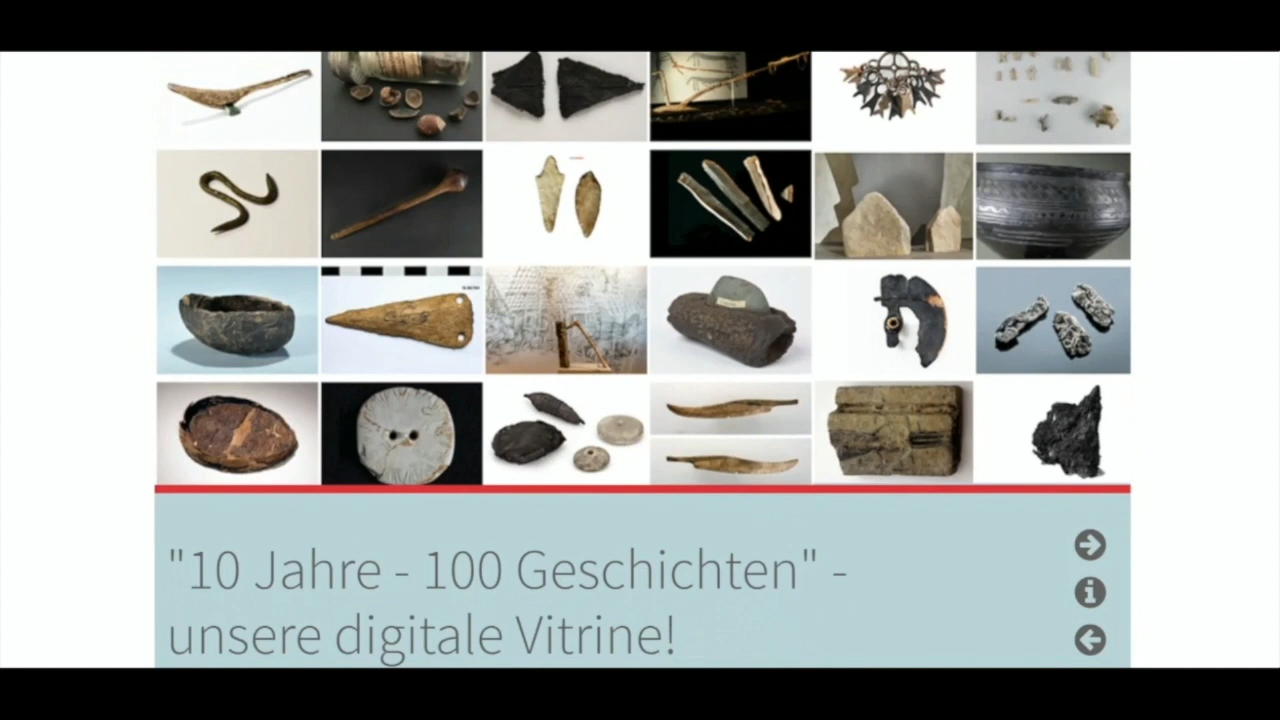 "10 Jahre - 100 Geschichten" -
unsere digitale Vitrine!